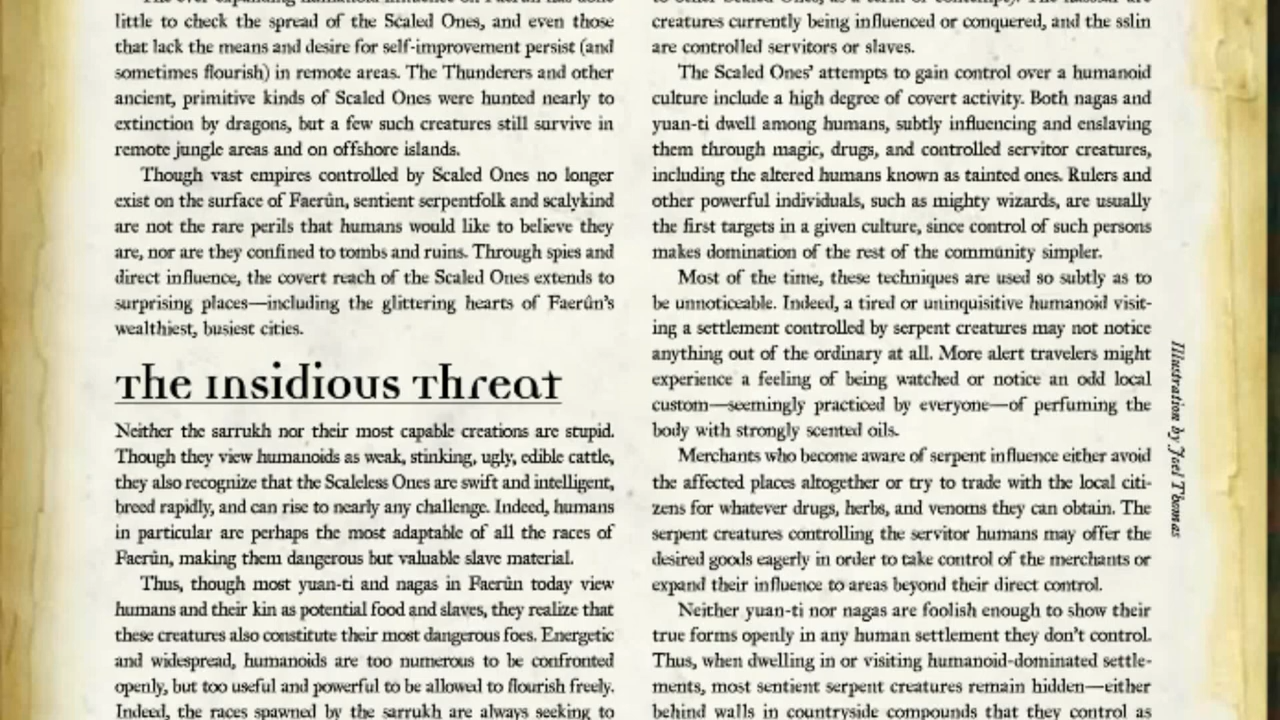 little to check the spread of the Scaled Ones, and even those
that lack the means and desire for self-improvement persist (and
sometimes flourish) in remote areas. The Thunderers and other
ancient, primitive kinds of Scaled Ones were hunted nearly to
extinction by dragons, but a few such creatures still survive in
remote jungle areas and on offshore islands.
Though vast empires controlled by Scaled Ones no longer
exist on the surface of Faerûn, sentient serpentfolk and scalykind
are not the rare perils that humans would like to believe they
are, nor are they confined to tombs and ruins. Through spies and
direct influence, the covert reach of the Scaled Ones extends to
surprising places—including the glittering hearts of Faerûn's
wealthiest, busiest cities.
The Insidious Threat
Neither the sarrukh nor their most capable creations are stupid.
Though they view humanoids as weak, stinking, ugly, edible cattle,
they also recognize that the Scaleless Ones are swift and intelligent,
breed rapidly, and can rise to nearly any challenge. Indeed, humans
in particular are perhaps the most adaptable of all the races of
Faerûn, making them dangerous but valuable slave material.
Thus, though most yuan-ti and nagas in Faerûn today view
humans and their kin as potential food and slaves, they realize that
these creatures also constitute their most dangerous foes. Energetic
and widespread, humanoids are too numerous to be confronted
openly, but too useful and powerful to be allowed to flourish freely.
Indeed, the races spawned by the sarrukh are always seeking to
creatures currently being influenced or conquered, and the sslin
are controlled servitors or slaves.
The Scaled Ones' attempts to gain control over a humanoid
culture include a high degree of covert activity. Both nagas and
yuan-ti dwell among humans, subtly influencing and enslaving
them through magic, drugs, and controlled servitor creatures,
including the altered humans known as tainted ones. Rulers and
other powerful individuals, such as mighty wizards, are usually
the first targets in a given culture, since control of such persons
makes domination of the rest of the community simpler.
Most of the time, these techniques are used so subtly as to
be unnoticeable. Indeed, a tired or uninquisitive humanoid visit-
ing a settlement controlled by serpent creatures may not notice
anything out of the ordinary at all. More alert travelers might
experience a feeling of being watched or notice an odd local
custom—seemingly practiced by everyone—of perfuming the
body with strongly scented oils.
Merchants who become aware of serpent influence either avoid
the affected places altogether or try to trade with the local citi-
zens for whatever drugs, herbs, and venoms they can obtain. The
serpent creatures controlling the servitor humans may offer the
desired goods eagerly in order to take control of the merchants or
expand their influence to areas beyond their direct control.
Neither yuan-ti nor nagas are foolish enough to show their
true forms openly in any human settlement they don't control.
Thus, when dwelling in or visiting humanoid-dominated settle-
ments, most sentient serpent creatures remain hidden—either
behind walls in countryside compounds that they control as
Illustration by Joel Thomas